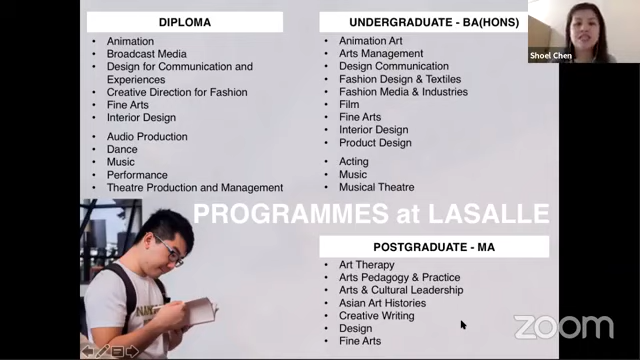 DIPLOMA
• Animation
• Broadcast Media
• Design for Communication and
Experiences
• Creative Direction for Fashion
• Fine Arts
• Interior Design
• Audio Production
• Dance
• Music
• Performance
• Theatre Production and Management
UNDERGRADUATE - BA(HONS)
• Animation Art
• Arts Management
• Design Communication
• Fashion Design & Textiles
• Fashion Media & Industries
• Film
• Fine Arts
• Interior Design
• Product Design
• Acting
• Music
• Musical Theatre
Shoel Chen
PROGRAMMES at LASALLE
POSTGRADUATE - MA
• Art Therapy
• Arts Pedagogy & Practice
• Arts & Cultural Leadership
• Asian Art Histories
• Creative Writing
• Design
• Fine Arts
zoom